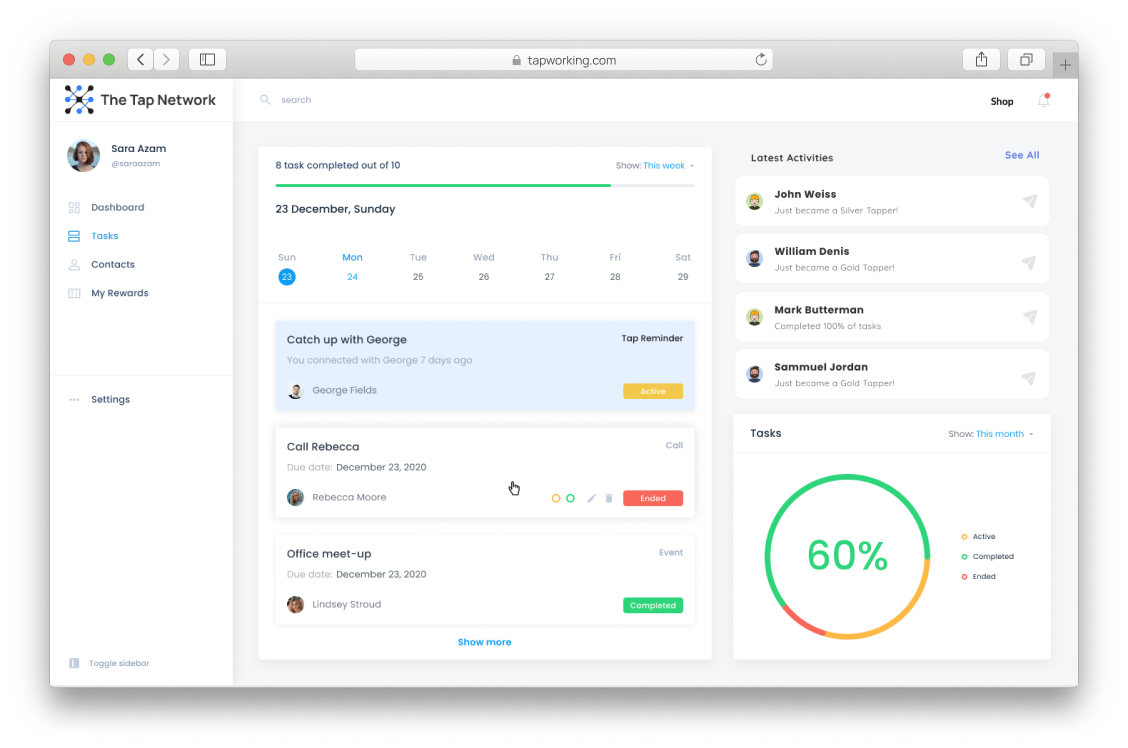 tapworking.com
The Tap Network
search
Shop
Sara Azam
@saraazam
Dashboard
Tasks
Contacts
My Rewards
Settings
Toggle sidebar
8 task completed out of 10
Show: This week
23 December, Sunday
Sun Mon Tue Wed Thu Fri Sat
23 24 25 26 27 28 29
Catch up with George
Tap Reminder
You connected with George 7 days ago
George Fields
Active
Call Rebecca
Call
Due date: December 23, 2020
Rebecca Moore
Ended
Office meet-up
Event
Due date: December 23, 2020
Lindsey Stroud
Completed
Show more
Latest Activities
See All
John Weiss
Just became a Silver Tapper!
William Denis
Just became a Gold Tapper!
Mark Butterman
Completed 100% of tasks
Sammuel Jordan
Just became a Gold Tapper!
Tasks
Show: This month
60%
Active
Completed
Ended